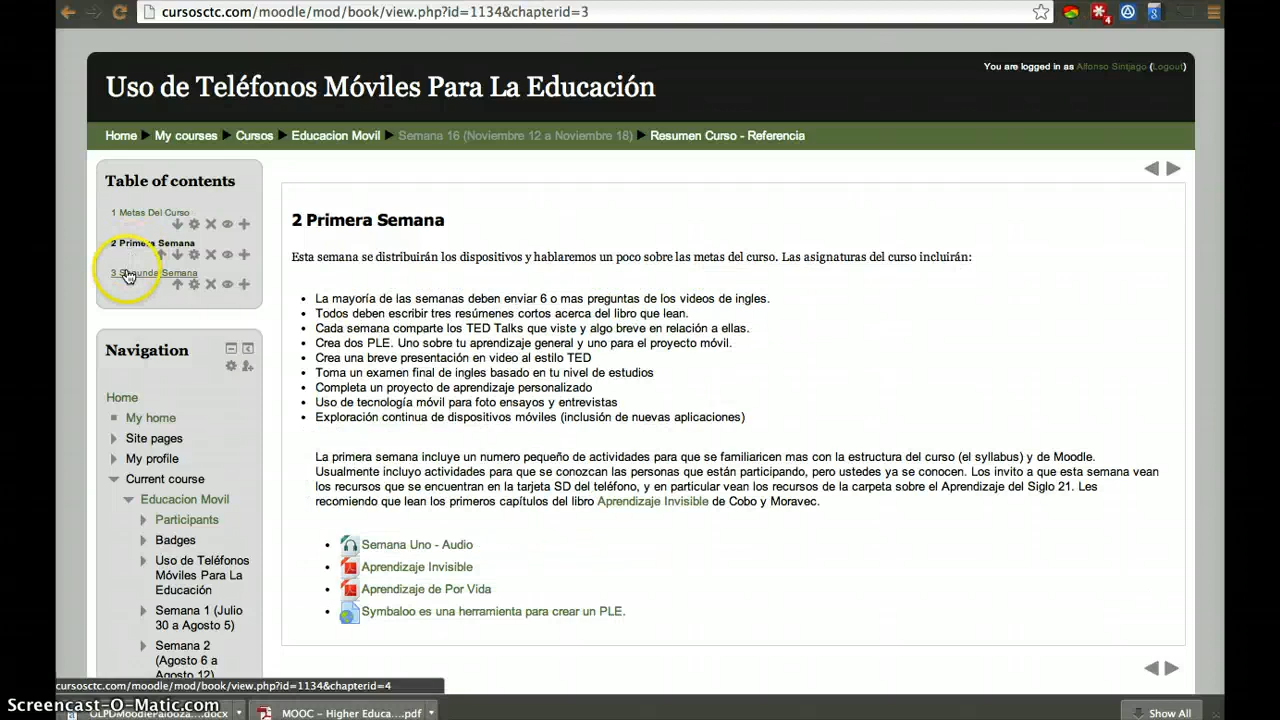 cursosctc.com/moodle/mod/book/view.php?id=1134&chapterid=3
You are logged in as Alfonso Sintjago (Logout)
Uso de Teléfonos Móviles Para La Educación
Home ► My courses ► Cursos ► Educacion Movil ► Semana 16 (Noviembre 12 a Noviembre 18) ► Resumen Curso - Referencia
Table of contents
1 Metas Del Curso
2 Primera Semana
3 Segunda Semana
Navigation
Home
My home
Site pages
My profile
Current course
Educacion Movil
Participants
Badges
Uso de Teléfonos
Móviles Para La
Educación
Semana 1 (Julio
30 a Agosto 5)
Semana 2
(Agosto 6 a
Agosto 12)
2 Primera Semana
Esta semana se distribuirán los dispositivos y hablaremos un poco sobre las metas del curso. Las asignaturas del curso incluirán:
• La mayoría de las semanas deben enviar 6 o mas preguntas de los videos de ingles.
• Todos deben escribir tres resúmenes cortos acerca del libro que lean.
• Cada semana comparte los TED Talks que viste y algo breve en relación a ellas.
• Crea dos PLE. Uno sobre tu aprendizaje general y uno para el proyecto móvil.
• Crea una breve presentación en video al estilo TED
• Toma un examen final de ingles basado en tu nivel de estudios
• Completa un proyecto de aprendizaje personalizado
• Uso de tecnología móvil para foto ensayos y entrevistas
• Exploración continua de dispositivos móviles (inclusión de nuevas aplicaciones)
La primera semana incluye un numero pequeño de actividades para que se familiaricen mas con la estructura del curso (el syllabus) y de Moodle.
Usualmente incluyo actividades para que se conozcan las personas que están participando, pero ustedes ya se conocen. Los invito a que esta semana vean
los recursos que se encuentran en la tarjeta SD del teléfono, y en particular vean los recursos de la carpeta sobre el Aprendizaje del Siglo 21. Les
recomiendo que lean los primeros capítulos del libro Aprendizaje Invisible de Cobo y Moravec.
• Semana Uno - Audio
• Aprendizaje Invisible
• Aprendizaje de Por Vida
• Symbaloo es una herramienta para crear un PLE.
cursosctc.com/moodle/mod/book/view.php?id=1134&chapterid=4
Screencast-O-Matic.com
MOOC – Higher Educa....pdf
Show All